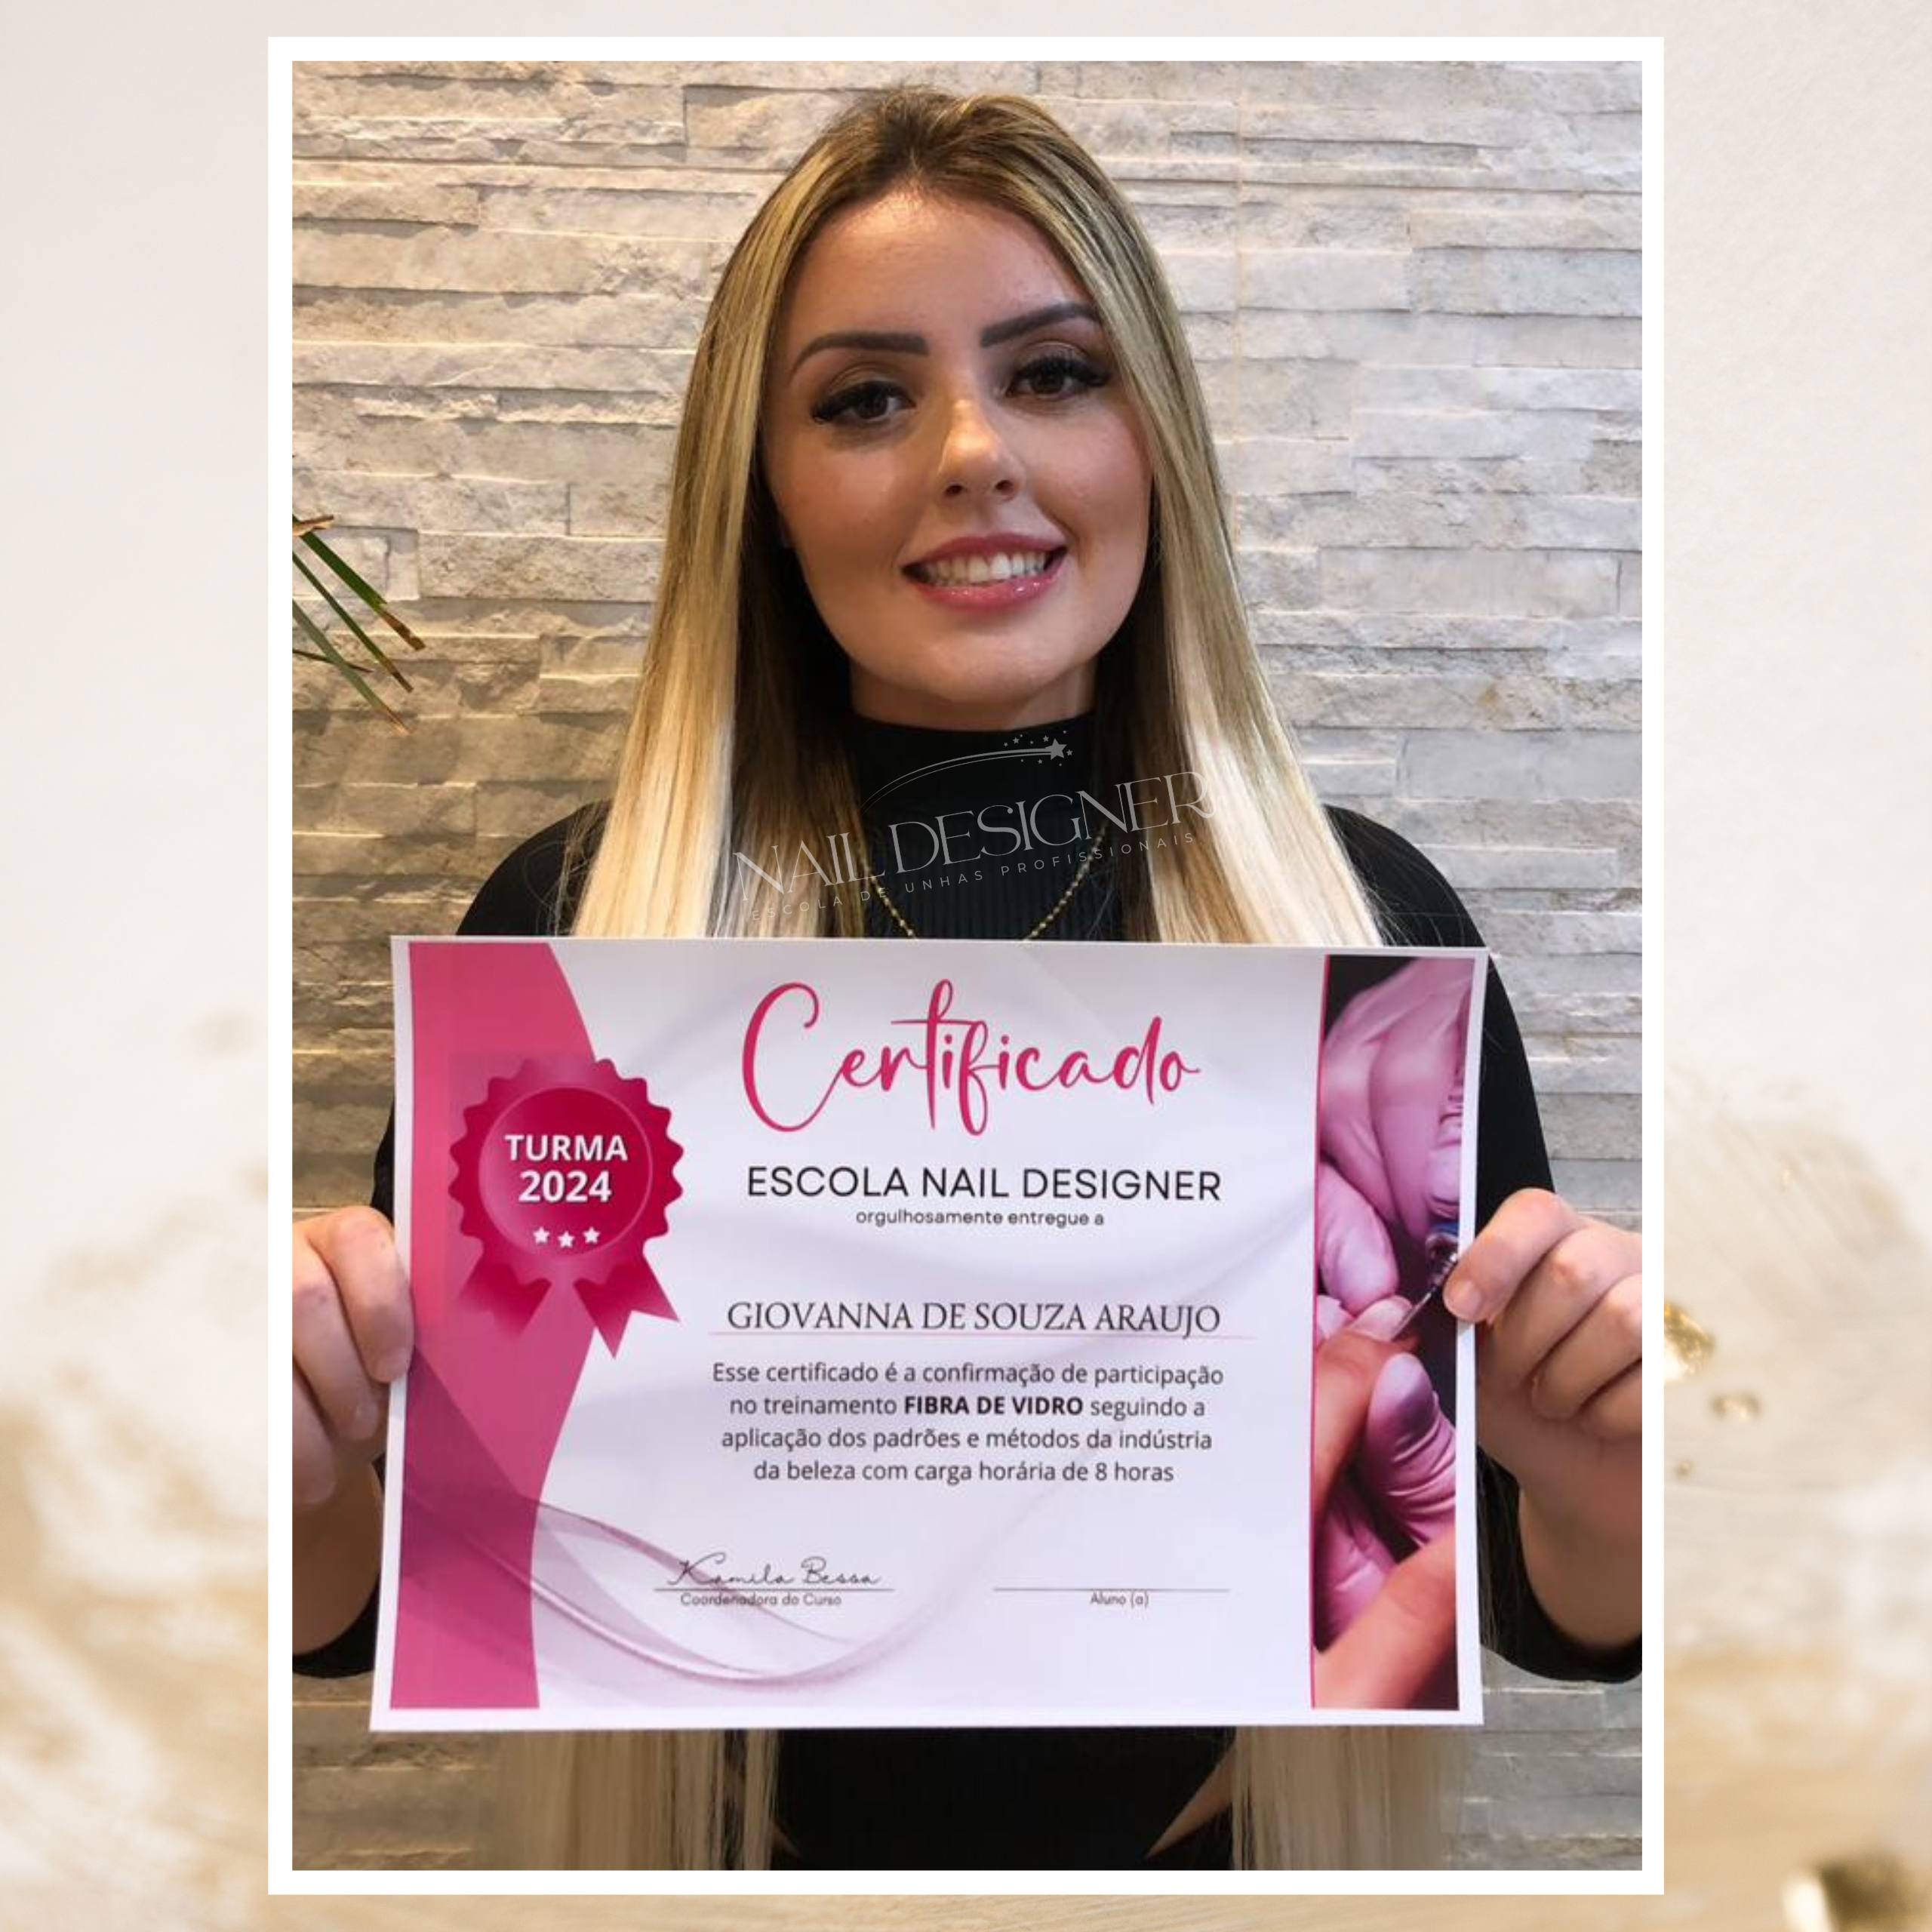 NAIL DESIGNER
ESCOLA DE UNHAS PROFISSIONAIS
Certificado
TURMA
2024
ESCOLA NAIL DESIGNER
orgulhosamente entregue a
GIOVANNA DE SOUZA ARAUJO
Esse certificado é a confirmação de participação
no treinamento FIBRA DE VIDRO seguindo a
aplicação dos padrões e métodos da indústria
da beleza com carga horária de 8 horas
Kamila Bessa
Coordenadora do Curso
Aluno (a)